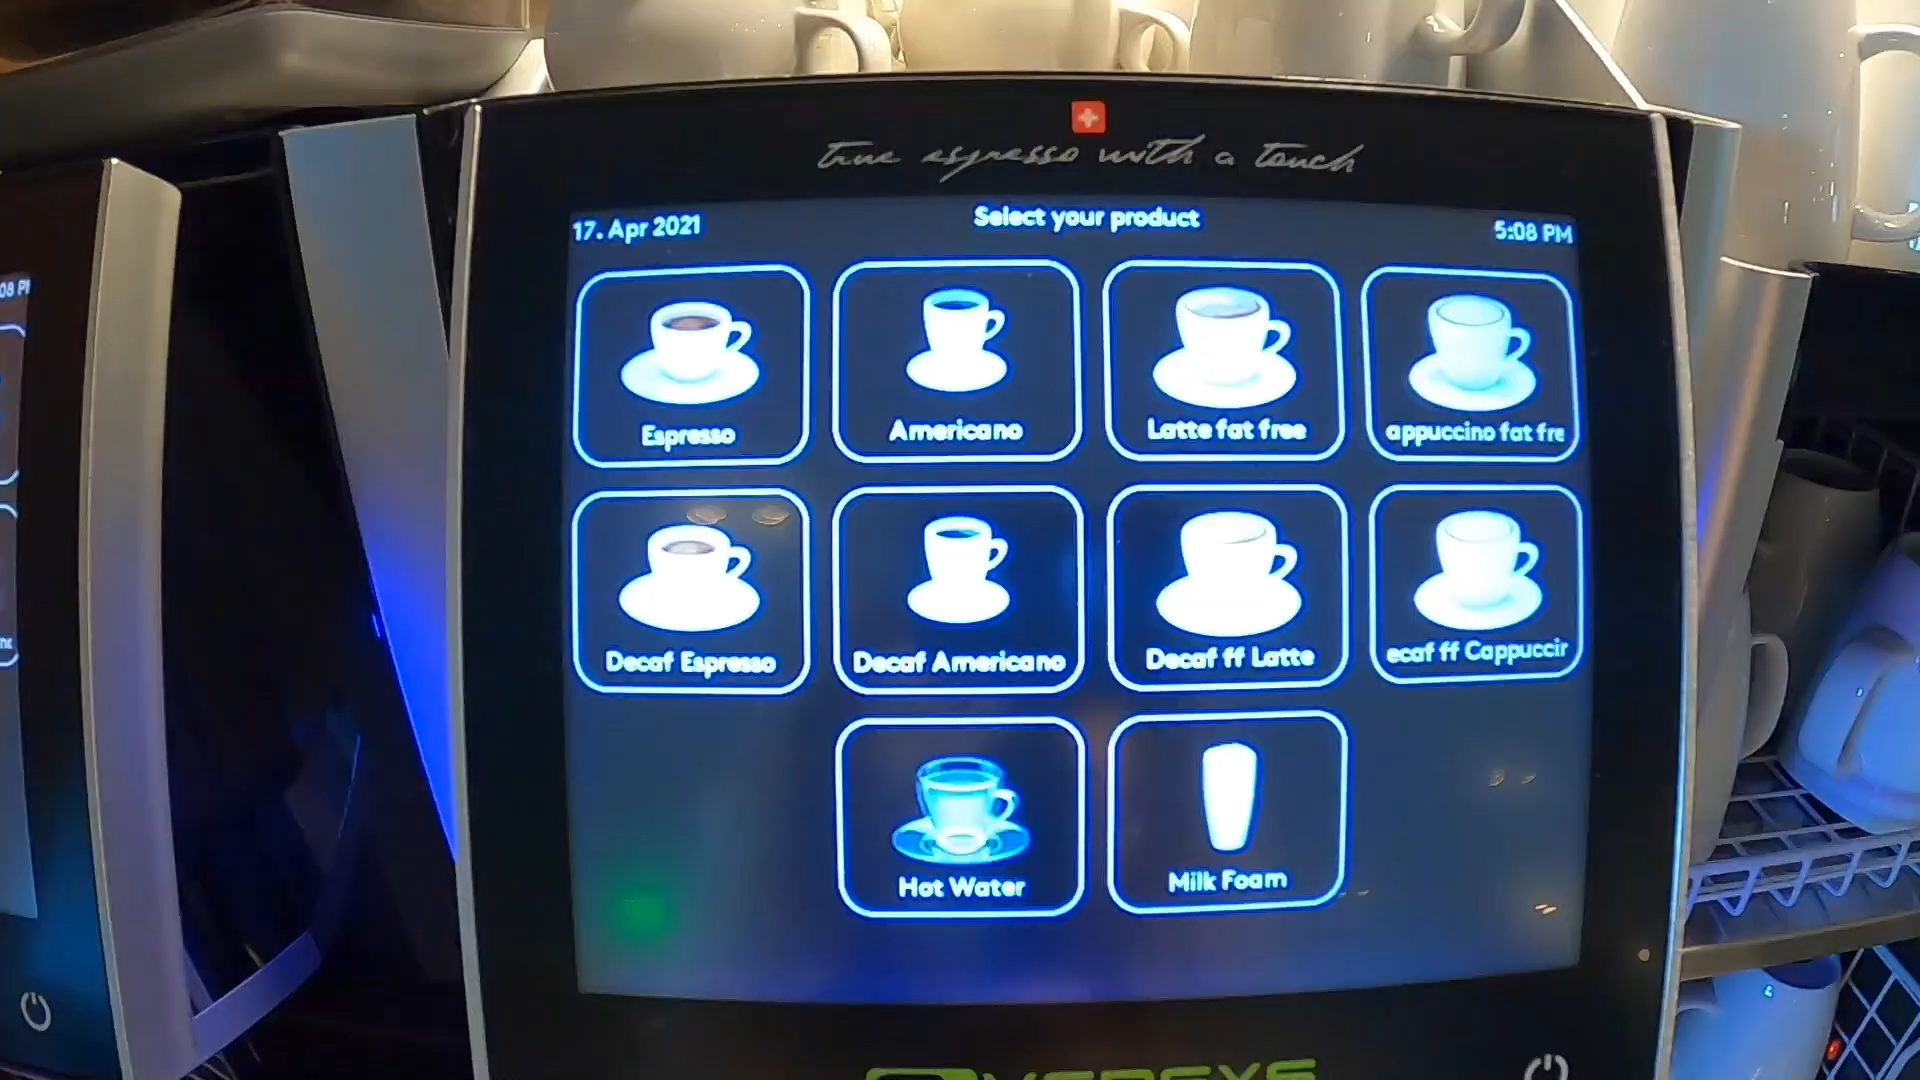 true espresso with a touch
17. Apr 2021
Select your product
5:08 PM
Espresso
Americano
Latte fat free
appuccino fat fre
Decaf Espresso
Decaf Americano
Decaf ff Latte
ecaf ff Cappuccin
Hot Water
Milk Foam